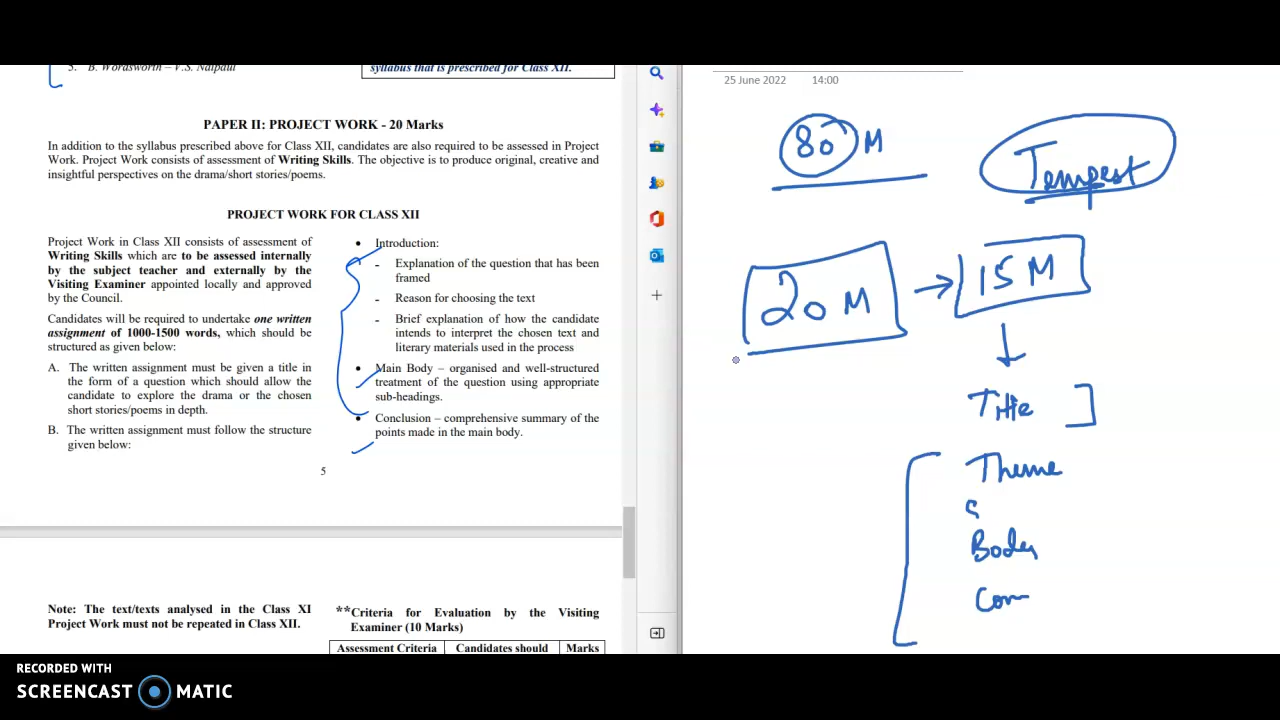 5. B. Wordsworth – V.S. Naipaul
syllabus that is prescribed for Class XII.
PAPER II: PROJECT WORK - 20 Marks
In addition to the syllabus prescribed above for Class XII, candidates are also required to be assessed in Project
Work. Project Work consists of assessment of Writing Skills. The objective is to produce original, creative and
insightful perspectives on the drama/short stories/poems.
PROJECT WORK FOR CLASS XII
Project Work in Class XII consists of assessment of
Writing Skills which are to be assessed internally
by the subject teacher and externally by the
Visiting Examiner appointed locally and approved
by the Council.
Candidates will be required to undertake one written
assignment of 1000-1500 words, which should be
structured as given below:
A. The written assignment must be given a title in
the form of a question which should allow the
candidate to explore the drama or the chosen
short stories/poems in depth.
B. The written assignment must follow the structure
given below:
• Introduction:
- Explanation of the question that has been
framed
- Reason for choosing the text
- Brief explanation of how the candidate
intends to interpret the chosen text and
literary materials used in the process
• Main Body – organised and well-structured
treatment of the question using appropriate
sub-headings.
• Conclusion – comprehensive summary of the
points made in the main body.
5
Note: The text/texts analysed in the Class XI
Project Work must not be repeated in Class XII.
**Criteria for Evaluation by the Visiting
Examiner (10 Marks)
Assessment Criteria Candidates should Marks
25 June 2022 14:00
80 M
Tempest
20 M
15 M
Title
Theme
Body
Con
RECORDED WITH
SCREENCAST MATIC